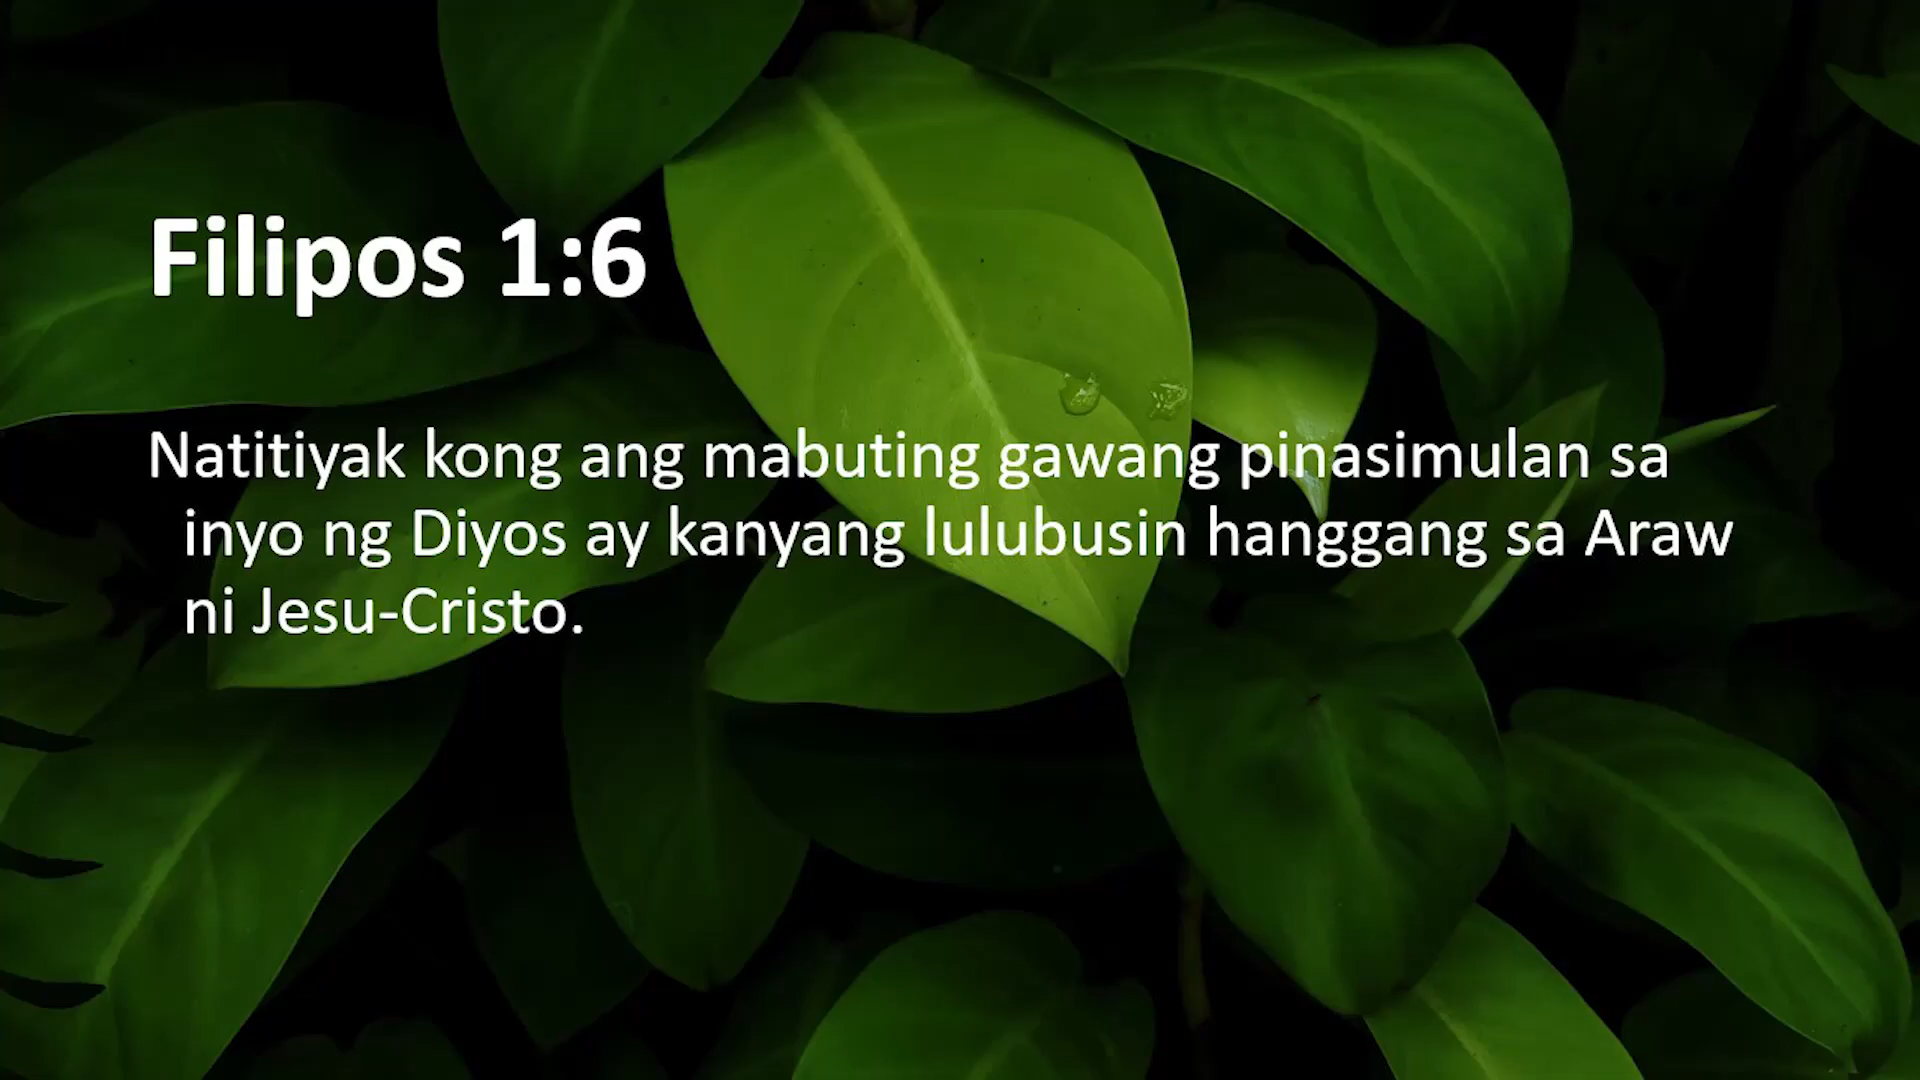 Filipos 1:6
Natitiyak kong ang mabuting gawang pinasimulan sa
inyo ng Diyos ay kanyang lulubusin hanggang sa Araw
ni Jesu-Cristo.